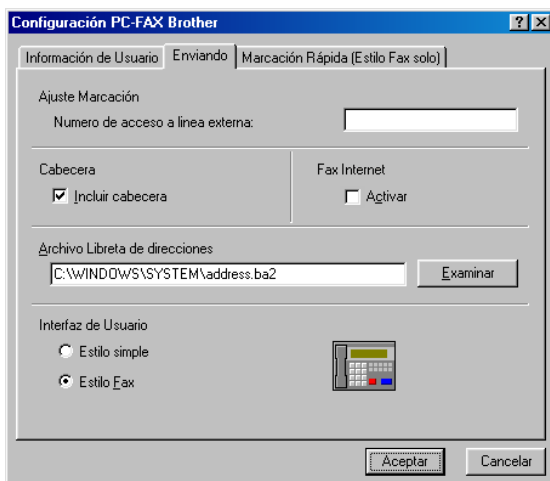 Configuración PC-FAX Brother
Información de Usuario Enviando Marcación Rápida (Estilo Fax solo)
Ajuste Marcación
Numero de acceso a linea externa:
Cabecera Fax Internet
Incluir cabecera Activar
Archivo Libreta de direcciones
C:\WINDOWS\SYSTEM\address.ba2 Examinar
Interfaz de Usuario
Estilo simple
Estilo Fax
Aceptar Cancelar